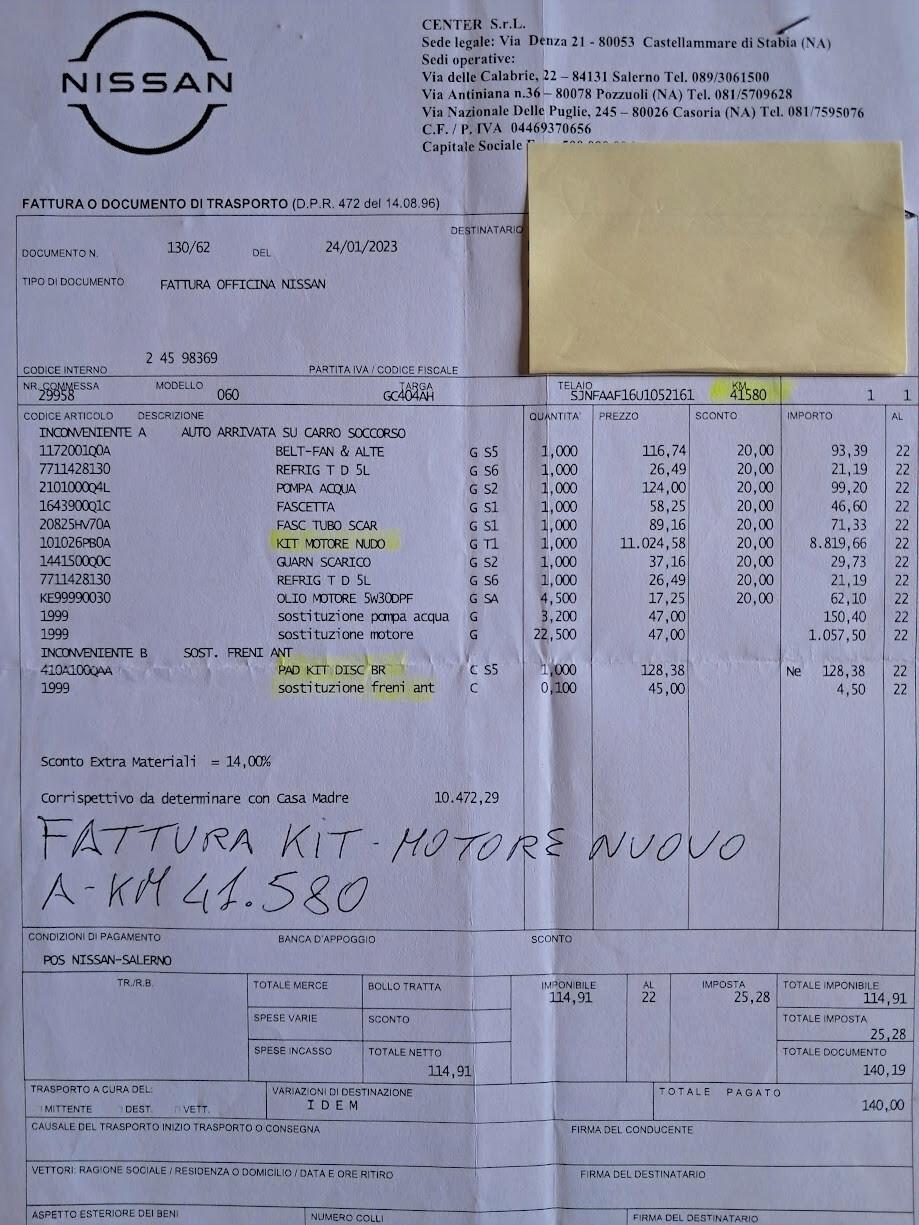 NISSAN
CENTER S.r.L.
Sede legale: Via Denza 21 - 80053 Castellammare di Stabia (NA)
Sedi operative:
Via delle Calabrie, 22 – 84131 Salerno Tel. 089/3061500
Via Antiniana n.36 – 80078 Pozzuoli (NA) Tel. 081/5709628
Via Nazionale Delle Puglie, 245 – 80026 Casoria (NA) Tel. 081/7595076
C.F. / P. IVA 04469370656
Capitale Sociale
FATTURA O DOCUMENTO DI TRASPORTO (D.P.R. 472 del 14.08.96)
DESTINATARIO
DOCUMENTO N. 130/62 DEL 24/01/2023
TIPO DI DOCUMENTO FATTURA OFFICINA NISSAN
CODICE INTERNO 2 45 98369 PARTITA IVA / CODICE FISCALE
NR. COMMESSA MODELLO TARGA TELAIO KM
29958 060 GC404AH SJNFAAF16U1052161 41580 1 1
CODICE ARTICOLO DESCRIZIONE QUANTITA' PREZZO SCONTO IMPORTO AL
INCONVENIENTE A AUTO ARRIVATA SU CARRO SOCCORSO
1172001Q0A BELT-FAN & ALTE G S5 1,000 116,74 20,00 93,39 22
7711428130 REFRIG T D 5L G S6 1,000 26,49 20,00 21,19 22
2101000Q4L POMPA ACQUA G S2 1,000 124,00 20,00 99,20 22
1643900Q1C FASCETTA G S1 1,000 58,25 20,00 46,60 22
20825HV70A FASC TUBO SCAR G S1 1,000 89,16 20,00 71,33 22
101026PB0A KIT MOTORE NUDO G T1 1,000 11.024,58 20,00 8.819,66 22
1441500Q0C GUARN SCARICO G S2 1,000 37,16 20,00 29,73 22
7711428130 REFRIG T D 5L G S6 1,000 26,49 20,00 21,19 22
KE99990030 OLIO MOTORE 5W30DPF G SA 4,500 17,25 20,00 62,10 22
1999 sostituzione pompa acqua G 3,200 47,00 150,40 22
1999 sostituzione motore G 22,500 47,00 1.057,50 22
INCONVENIENTE B SOST. FRENI ANT
410A100QAA PAD KIT DISC BR C S5 1,000 128,38 Ne 128,38 22
1999 sostituzione freni ant C 0,100 45,00 4,50 22
Sconto Extra Materiali = 14,00%
Corrispettivo da determinare con Casa Madre 10.472,29
FATTURA KIT - MOTORE NUOVO
A - KM 41.580
CONDIZIONI DI PAGAMENTO BANCA D'APPOGGIO SCONTO
POS NISSAN-SALERNO
TR./R.B. TOTALE MERCE BOLLO TRATTA IMPONIBILE AL IMPOSTA TOTALE IMPONIBILE
114,91 22 25,28 114,91
SPESE VARIE SCONTO TOTALE IMPOSTA
25,28
SPESE INCASSO TOTALE NETTO TOTALE DOCUMENTO
114,91 140,19
TRASPORTO A CURA DEL: VARIAZIONI DI DESTINAZIONE TOTALE PAGATO
MITTENTE DEST. VETT. I D E M 140,00
CAUSALE DEL TRASPORTO INIZIO TRASPORTO O CONSEGNA FIRMA DEL CONDUCENTE
VETTORI: RAGIONE SOCIALE / RESIDENZA O DOMICILIO / DATA E ORE RITIRO FIRMA DEL DESTINATARIO
ASPETTO ESTERIORE DEI BENI NUMERO COLLI FIRMA DEL DESTINATARIO